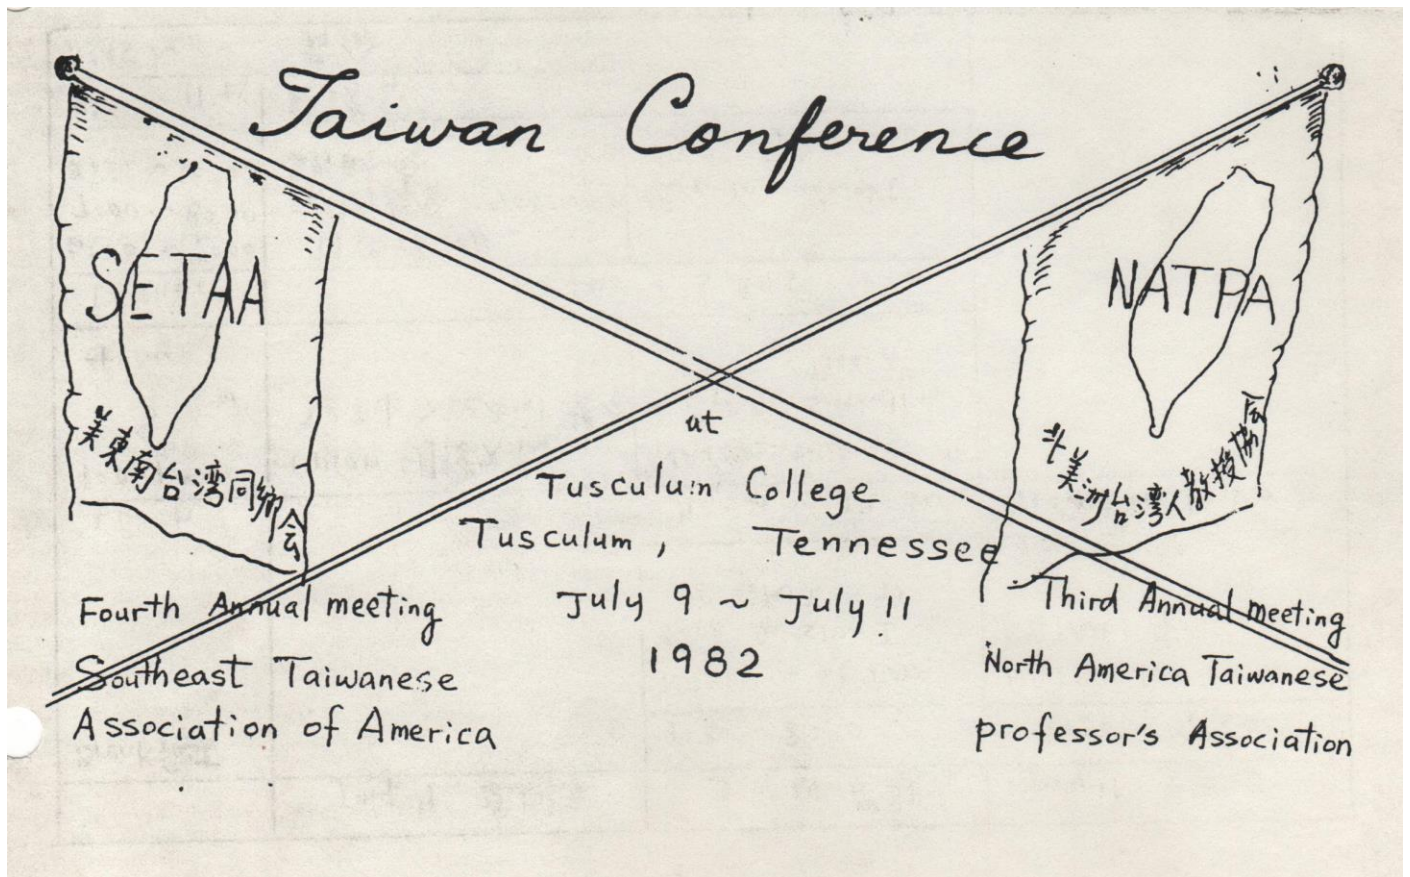 Taiwan Conference
SETAA
美東南台湾同鄉会
NATPA
北美洲台湾人教授協会
at
Tusculum College
Tusculum, Tennessee
July 9 ~ July 11
1982
Fourth Annual meeting
Southeast Taiwanese
Association of America
Third Annual meeting
North America Taiwanese
professor's Association